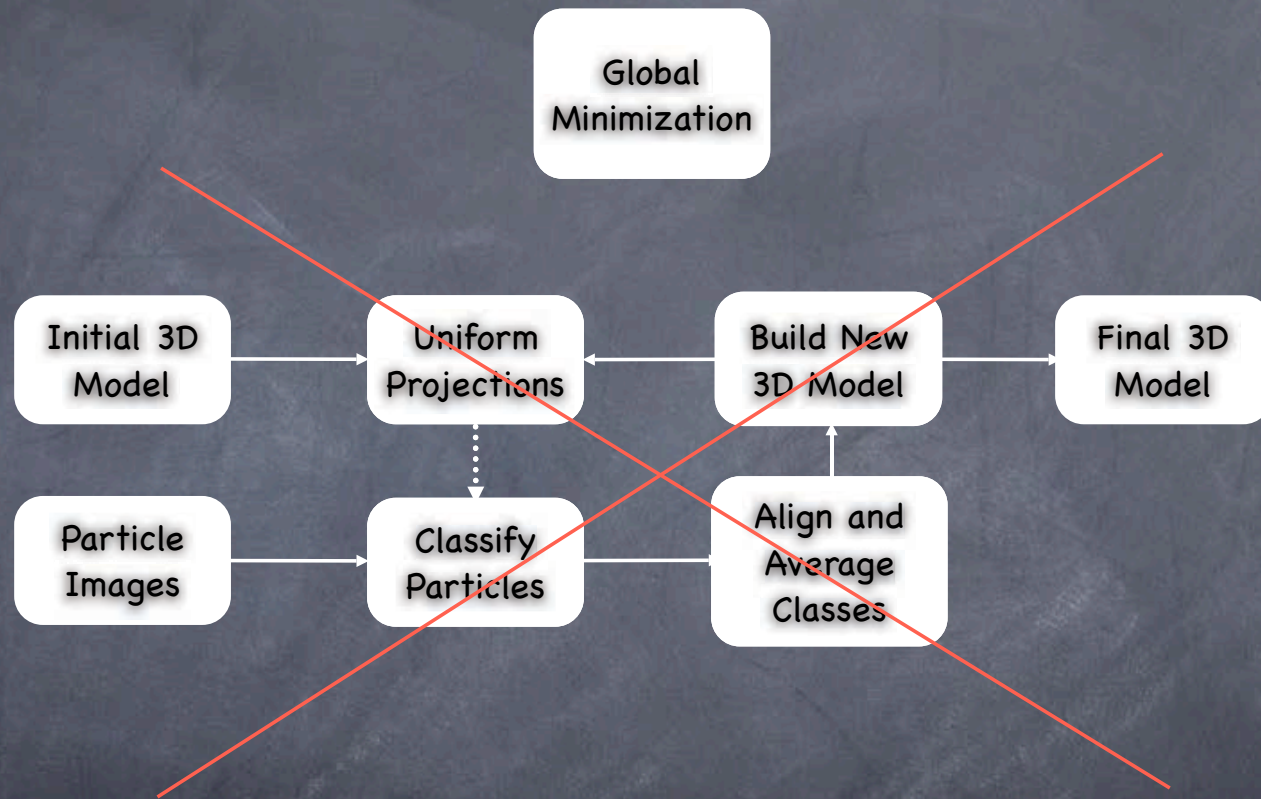 Global
Minimization
Initial 3D
Model
Uniform
Projections
Build New
3D Model
Final 3D
Model
Particle
Images
Classify
Particles
Align and
Average
Classes